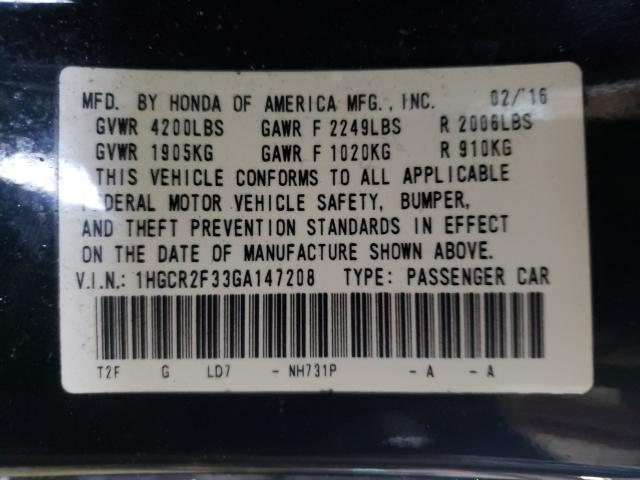 MFD. BY HONDA OF AMERICA MFG., INC. 02/16
GVWR 4200LBS GAWR F 2249LBS R 2006LBS
GVWR 1905KG GAWR F 1020KG R 910KG
THIS VEHICLE CONFORMS TO ALL APPLICABLE
FEDERAL MOTOR VEHICLE SAFETY, BUMPER,
AND THEFT PREVENTION STANDARDS IN EFFECT
ON THE DATE OF MANUFACTURE SHOWN ABOVE.
V.I.N.: 1HGCR2F33GA147208 TYPE: PASSENGER CAR
T2F G LD7 - NH731P - A - A